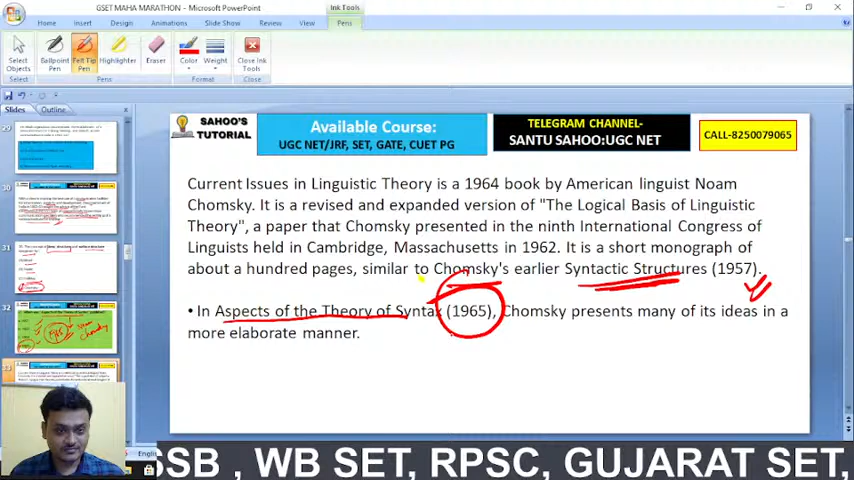 GSET MAHA MARATHON - Microsoft PowerPoint
Ink Tools
Home Insert Design Animations Slide Show Review View Pens
Select Objects
Ballpoint Pen
Felt Tip Pen
Highlighter
Eraser
Color
Weight
Close Ink Tools
Select Pens Format Close
Slides Outline
29
30
31
32
33
SAHOO'S
TUTORIAL
Available Course:
UGC NET/JRF, SET, GATE, CUET PG
TELEGRAM CHANNEL-
SANTU SAHOO:UGC NET
CALL-8250079065
Current Issues in Linguistic Theory is a 1964 book by American linguist Noam
Chomsky. It is a revised and expanded version of "The Logical Basis of Linguistic
Theory", a paper that Chomsky presented in the ninth International Congress of
Linguists held in Cambridge, Massachusetts in 1962. It is a short monograph of
about a hundred pages, similar to Chomsky's earlier Syntactic Structures (1957).
• In Aspects of the Theory of Syntax (1965), Chomsky presents many of its ideas in a
more elaborate manner.
SSB , WB SET, RPSC, GUJARAT SET,